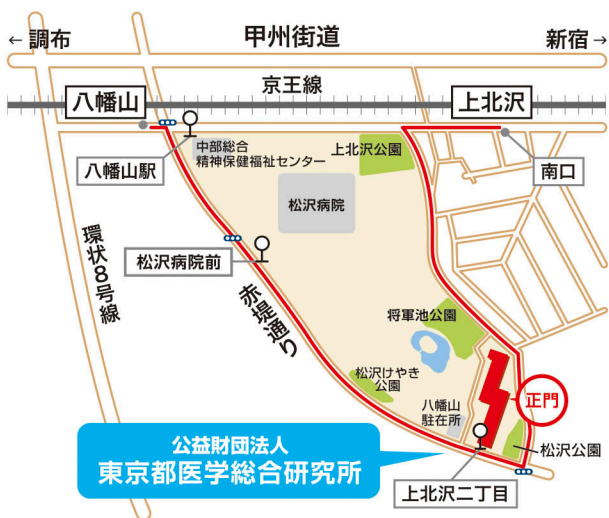 ← 調布
甲州街道
新宿 →
京王線
八幡山
上北沢
八幡山駅
中部総合
精神保健福祉センター
上北沢公園
南口
松沢病院
環状8号線
松沢病院前
赤堤通り
将軍池公園
松沢けやき
公園
八幡山
駐在所
正門
松沢公園
公益財団法人
東京都医学総合研究所
上北沢二丁目